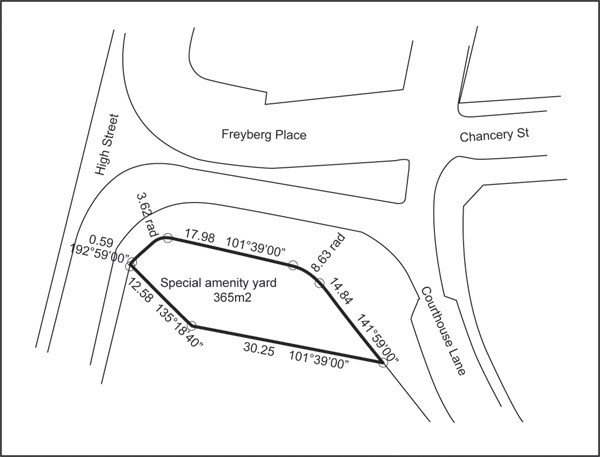 Freyberg Place
Chancery St
High Street
3.62 rad
17.98 101°39'00"
8.63 rad
0.59
192°59'00"
Special amenity yard
365m2
14.84 141°59'00"
12.58 135°18'40"
30.25 101°39'00"
Courthouse Lane